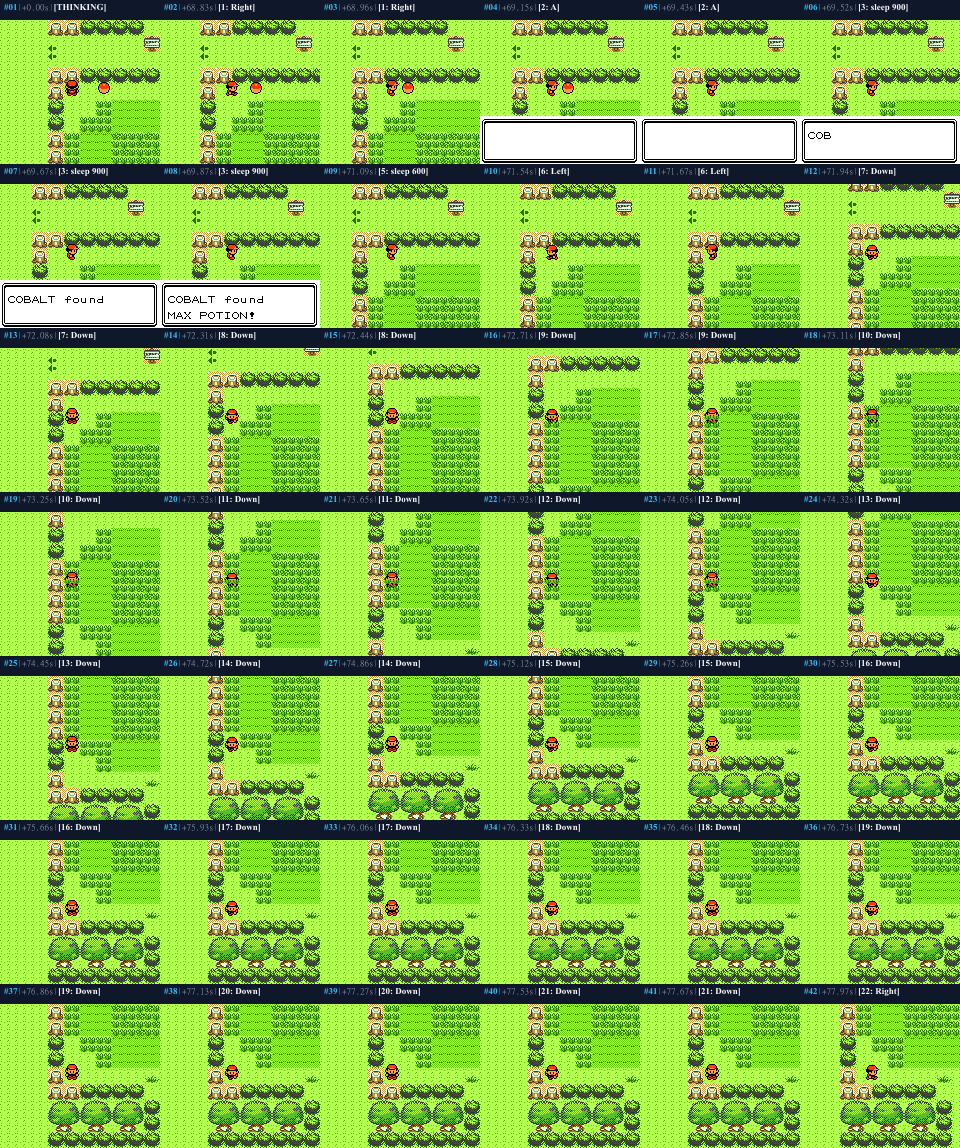 #01 | +0.00s | [THINKING]
#02 | +68.83s | [1: Right]
#03 | +68.96s | [1: Right]
#04 | +69.15s | [2: A]
#05 | +69.43s | [2: A]
#06 | +69.52s | [3: sleep 900]
COB
#07 | +69.67s | [3: sleep 900]
#08 | +69.87s | [3: sleep 900]
#09 | +71.09s | [5: sleep 600]
#10 | +71.54s | [6: Left]
#11 | +71.67s | [6: Left]
#12 | +71.94s | [7: Down]
COBALT found
COBALT found
MAX POTION!
#13 | +72.08s | [7: Down]
#14 | +72.31s | [8: Down]
#15 | +72.44s | [8: Down]
#16 | +72.71s | [9: Down]
#17 | +72.85s | [9: Down]
#18 | +73.11s | [10: Down]
#19 | +73.25s | [10: Down]
#20 | +73.52s | [11: Down]
#21 | +73.65s | [11: Down]
#22 | +73.92s | [12: Down]
#23 | +74.05s | [12: Down]
#24 | +74.32s | [13: Down]
#25 | +74.45s | [13: Down]
#26 | +74.72s | [14: Down]
#27 | +74.86s | [14: Down]
#28 | +75.12s | [15: Down]
#29 | +75.26s | [15: Down]
#30 | +75.53s | [16: Down]
#31 | +75.66s | [16: Down]
#32 | +75.93s | [17: Down]
#33 | +76.06s | [17: Down]
#34 | +76.33s | [18: Down]
#35 | +76.46s | [18: Down]
#36 | +76.73s | [19: Down]
#37 | +76.86s | [19: Down]
#38 | +77.13s | [20: Down]
#39 | +77.27s | [20: Down]
#40 | +77.53s | [21: Down]
#41 | +77.67s | [21: Down]
#42 | +77.92s | [22: Right]